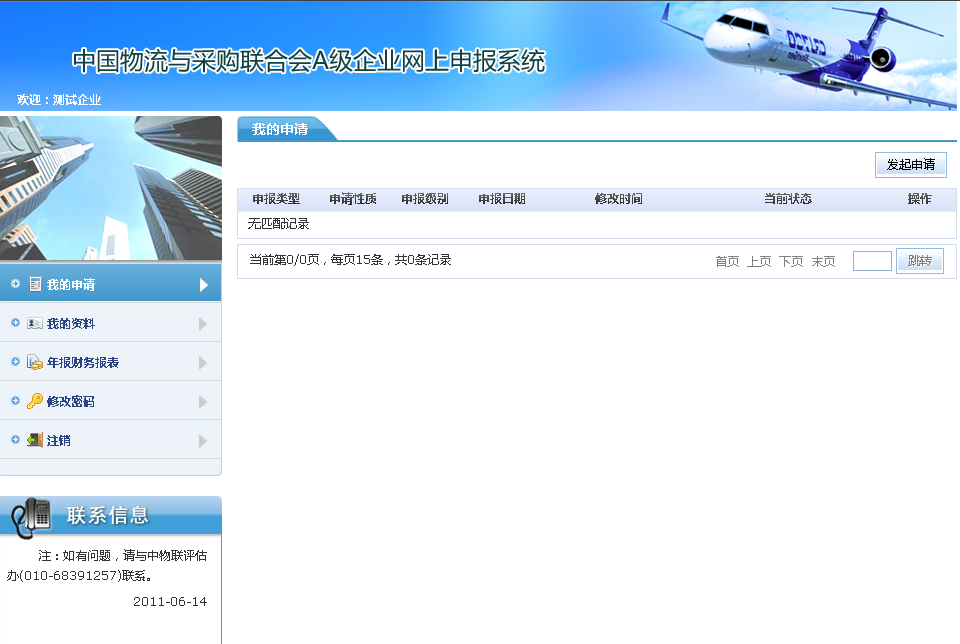 中国物流与采购联合会A级企业网上申报系统
欢迎：测试企业
我的申请
发起申请
申报类型 申请性质 申报级别 申报日期 修改时间 当前状态 操作
无匹配记录
当前第0/0页，每页15条，共0条记录 首页 上页 下页 末页 跳转
我的申请
我的资料
年报财务报表
修改密码
注销
联系信息
注：如有问题，请与中物联评估
办(010-68391257)联系。
2011-06-14